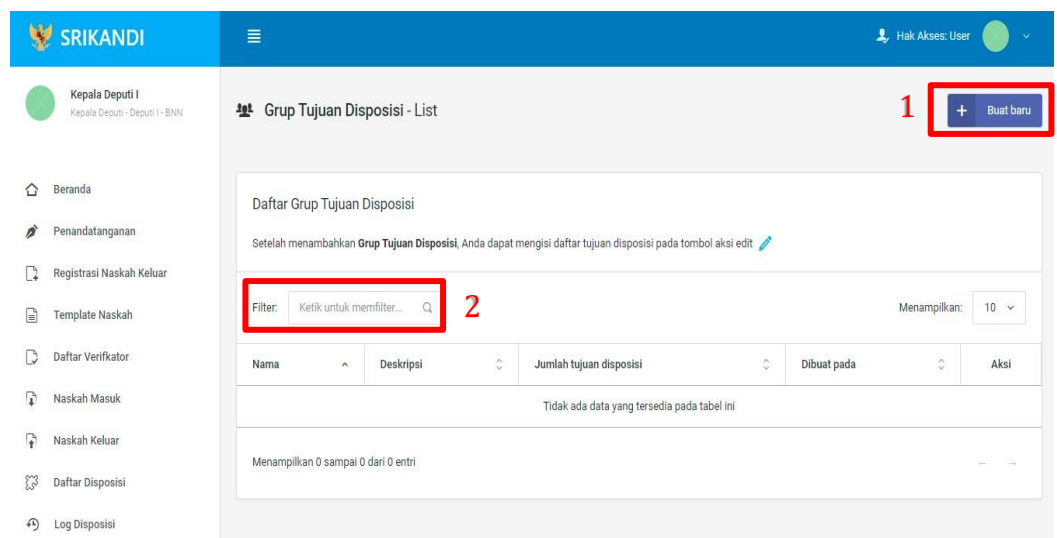 SRIKANDI
Hak Akses: User
Kepala Deputi I
Kepala Deputi - Deputi I - BNN
Grup Tujuan Disposisi - List
1
+ Buat baru
Beranda
Penandatanganan
Registrasi Naskah Keluar
Template Naskah
Daftar Verifkator
Naskah Masuk
Naskah Keluar
Daftar Disposisi
Log Disposisi
Daftar Grup Tujuan Disposisi
Setelah menambahkan Grup Tujuan Disposisi, Anda dapat mengisi daftar tujuan disposisi pada tombol aksi edit
Filter: Ketik untuk memfilter...
2
Menampilkan: 10
Nama Deskripsi Jumlah tujuan disposisi Dibuat pada Aksi
Tidak ada data yang tersedia pada tabel ini
Menampilkan 0 sampai 0 dari 0 entri
← →